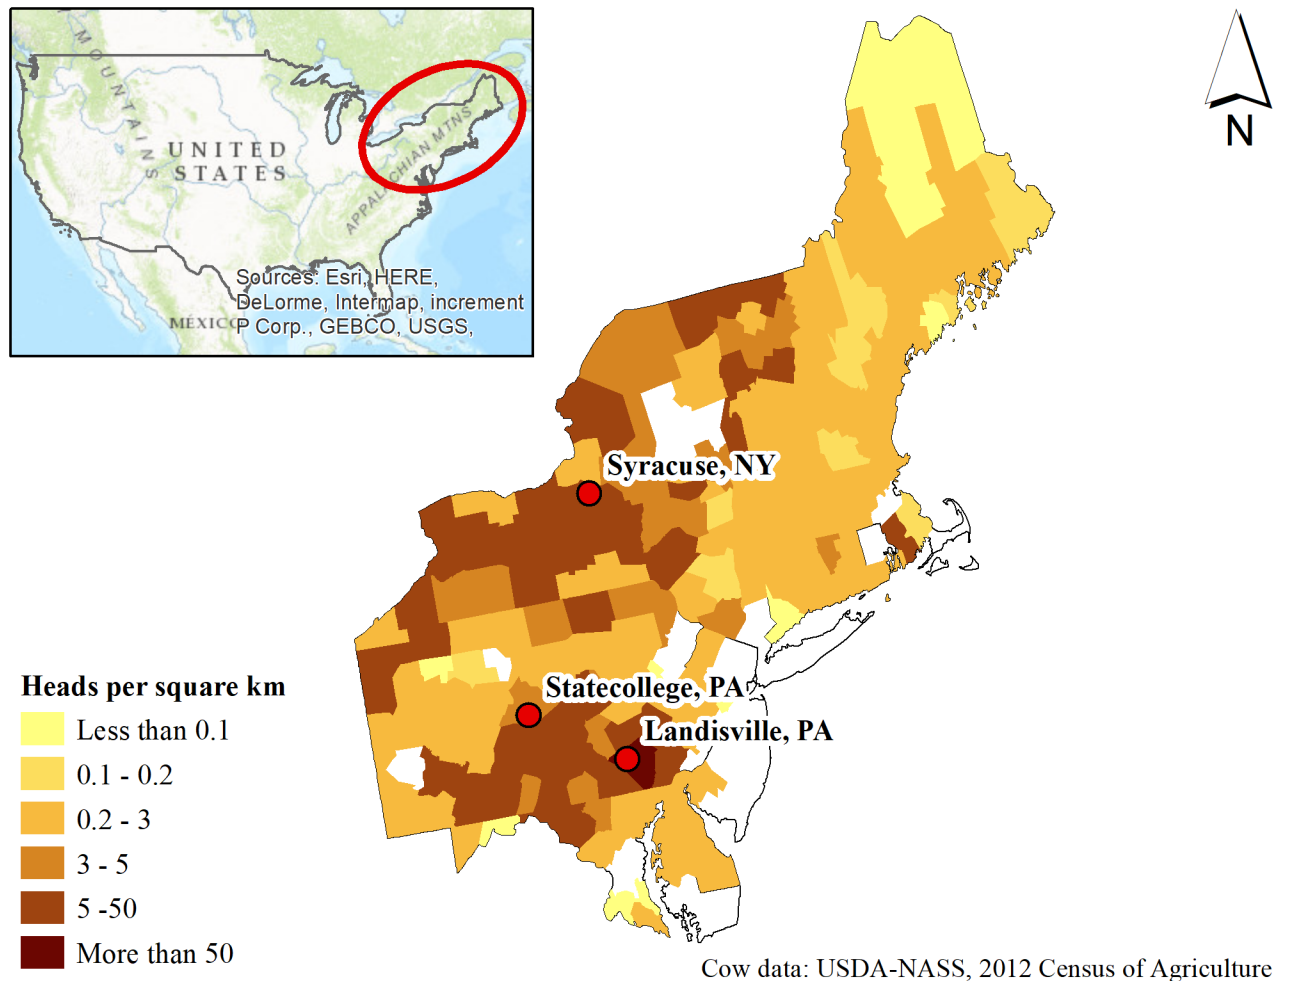 MOUNTAINS
UNITED
STATES
APPALACHIAN MTNS
MEXICO
Sources: Esri, HERE,
DeLorme, Intermap, increment
P Corp., GEBCO, USGS,
N
Syracuse, NY
Statecollege, PA
Landisville, PA
Heads per square km
Less than 0.1
0.1 - 0.2
0.2 - 3
3 - 5
5 -50
More than 50
Cow data: USDA-NASS, 2012 Census of Agriculture